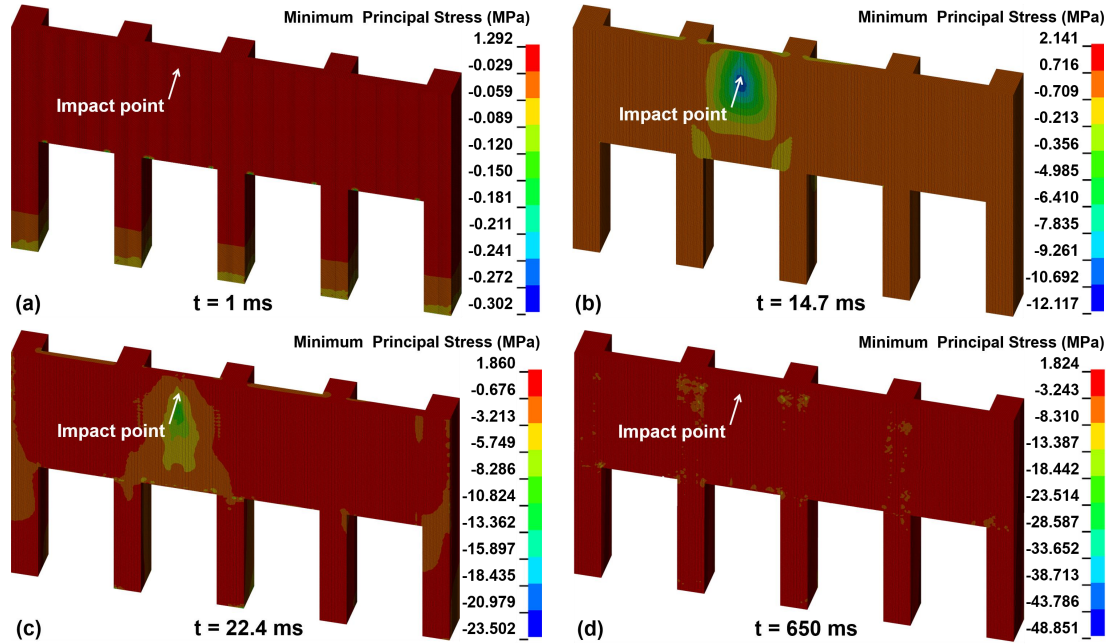 Minimum Principal Stress (MPa)
1.292
-0.029
-0.059
-0.089
-0.120
-0.150
-0.181
-0.211
-0.241
-0.272
-0.302
Impact point
(a)
t = 1 ms
Minimum Principal Stress (MPa)
2.141
0.716
-0.709
-0.213
-0.356
-4.985
-6.410
-7.835
-9.261
-10.692
-12.117
Impact point
(b)
t = 14.7 ms
Minimum Principal Stress (MPa)
1.860
-0.676
-3.213
-5.749
-8.286
-10.824
-13.362
-15.897
-18.435
-20.979
-23.502
Impact point
(c)
t = 22.4 ms
Minimum Principal Stress (MPa)
1.824
-3.243
-8.310
-13.387
-18.442
-23.514
-28.587
-33.652
-38.713
-43.786
-48.851
Impact point
(d)
t = 650 ms